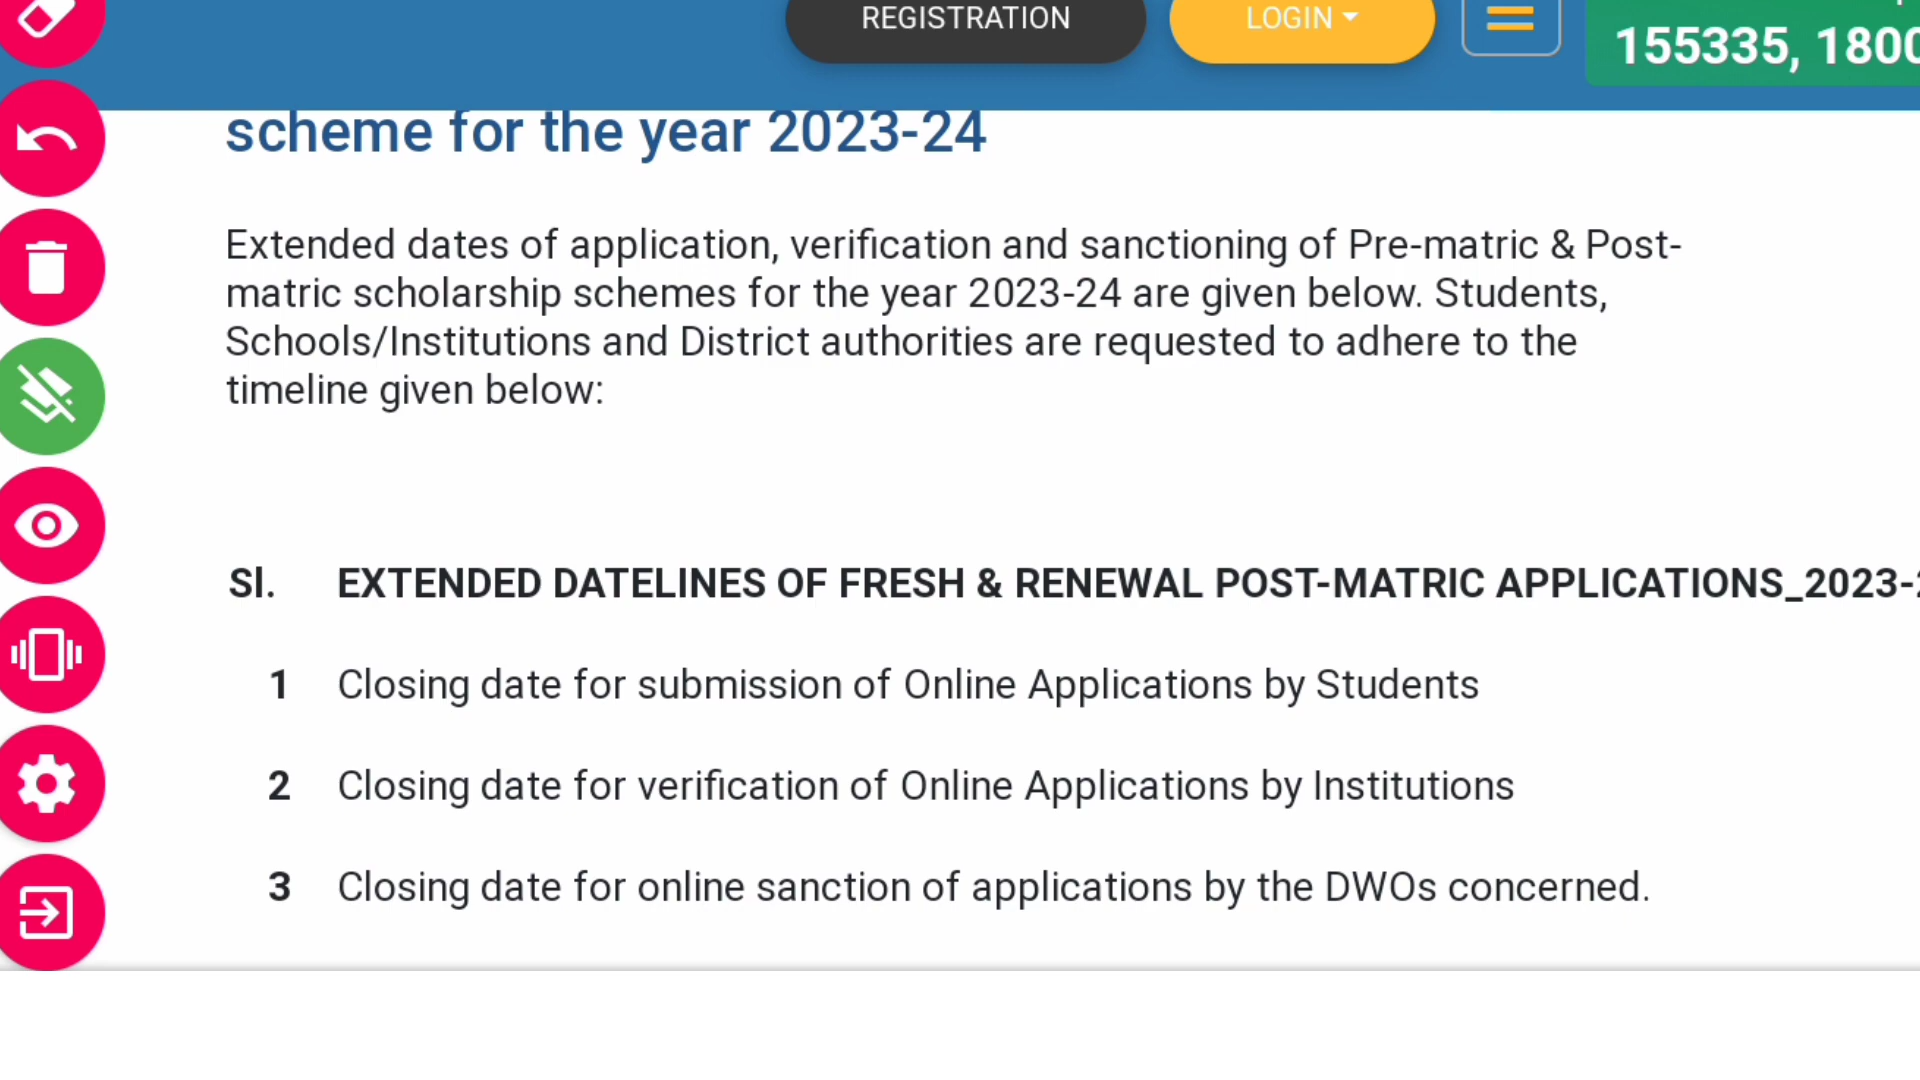 REGISTRATION
LOGIN
155335, 1800
scheme for the year 2023-24
Extended dates of application, verification and sanctioning of Pre-matric & Post-
matric scholarship schemes for the year 2023-24 are given below. Students,
Schools/Institutions and District authorities are requested to adhere to the
timeline given below:
Sl. EXTENDED DATELINES OF FRESH & RENEWAL POST-MATRIC APPLICATIONS_2023-
1 Closing date for submission of Online Applications by Students
2 Closing date for verification of Online Applications by Institutions
3 Closing date for online sanction of applications by the DWOs concerned.